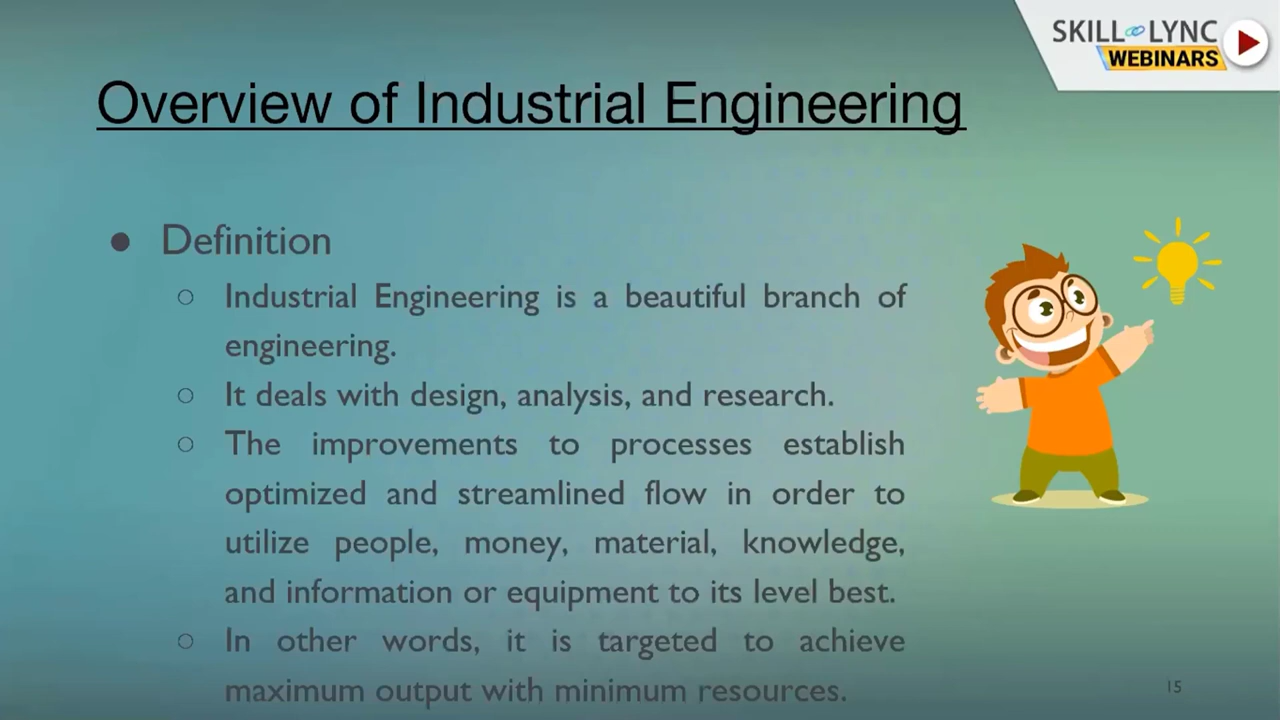 SKILL LYNC
WEBINARS
Overview of Industrial Engineering
● Definition
○ Industrial Engineering is a beautiful branch of
engineering.
○ It deals with design, analysis, and research.
○ The improvements to processes establish
optimized and streamlined flow in order to
utilize people, money, material, knowledge,
and information or equipment to its level best.
○ In other words, it is targeted to achieve
maximum output with minimum resources.
15